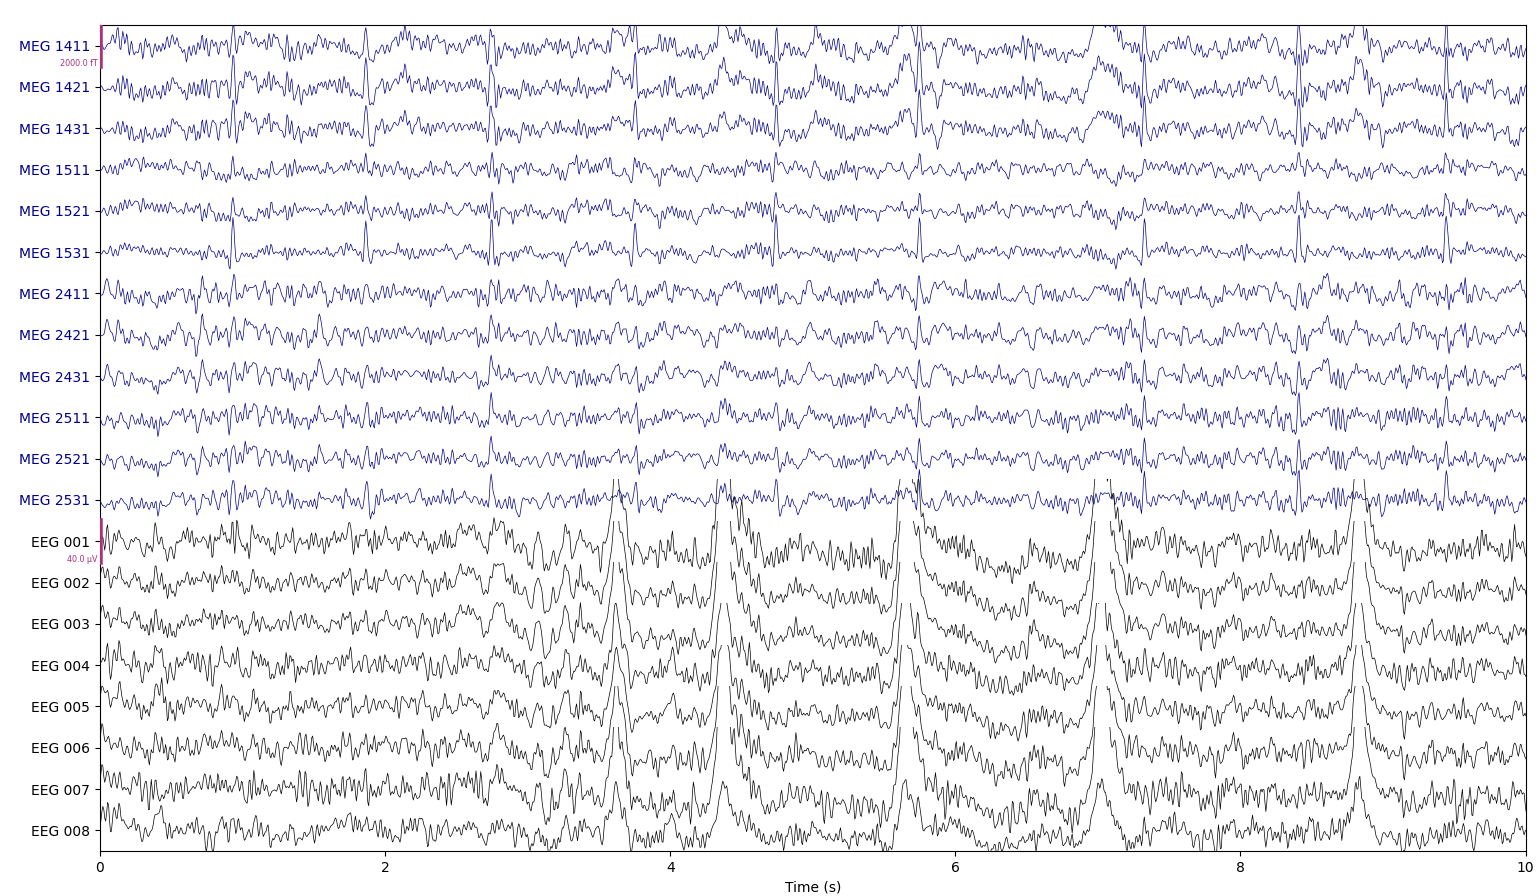 MEG 1411
2000.0 fT
MEG 1421
MEG 1431
MEG 1511
MEG 1521
MEG 1531
MEG 2411
MEG 2421
MEG 2431
MEG 2511
MEG 2521
MEG 2531
EEG 001
40.0 µV
EEG 002
EEG 003
EEG 004
EEG 005
EEG 006
EEG 007
EEG 008
0 2 4 6 8 10
Time (s)